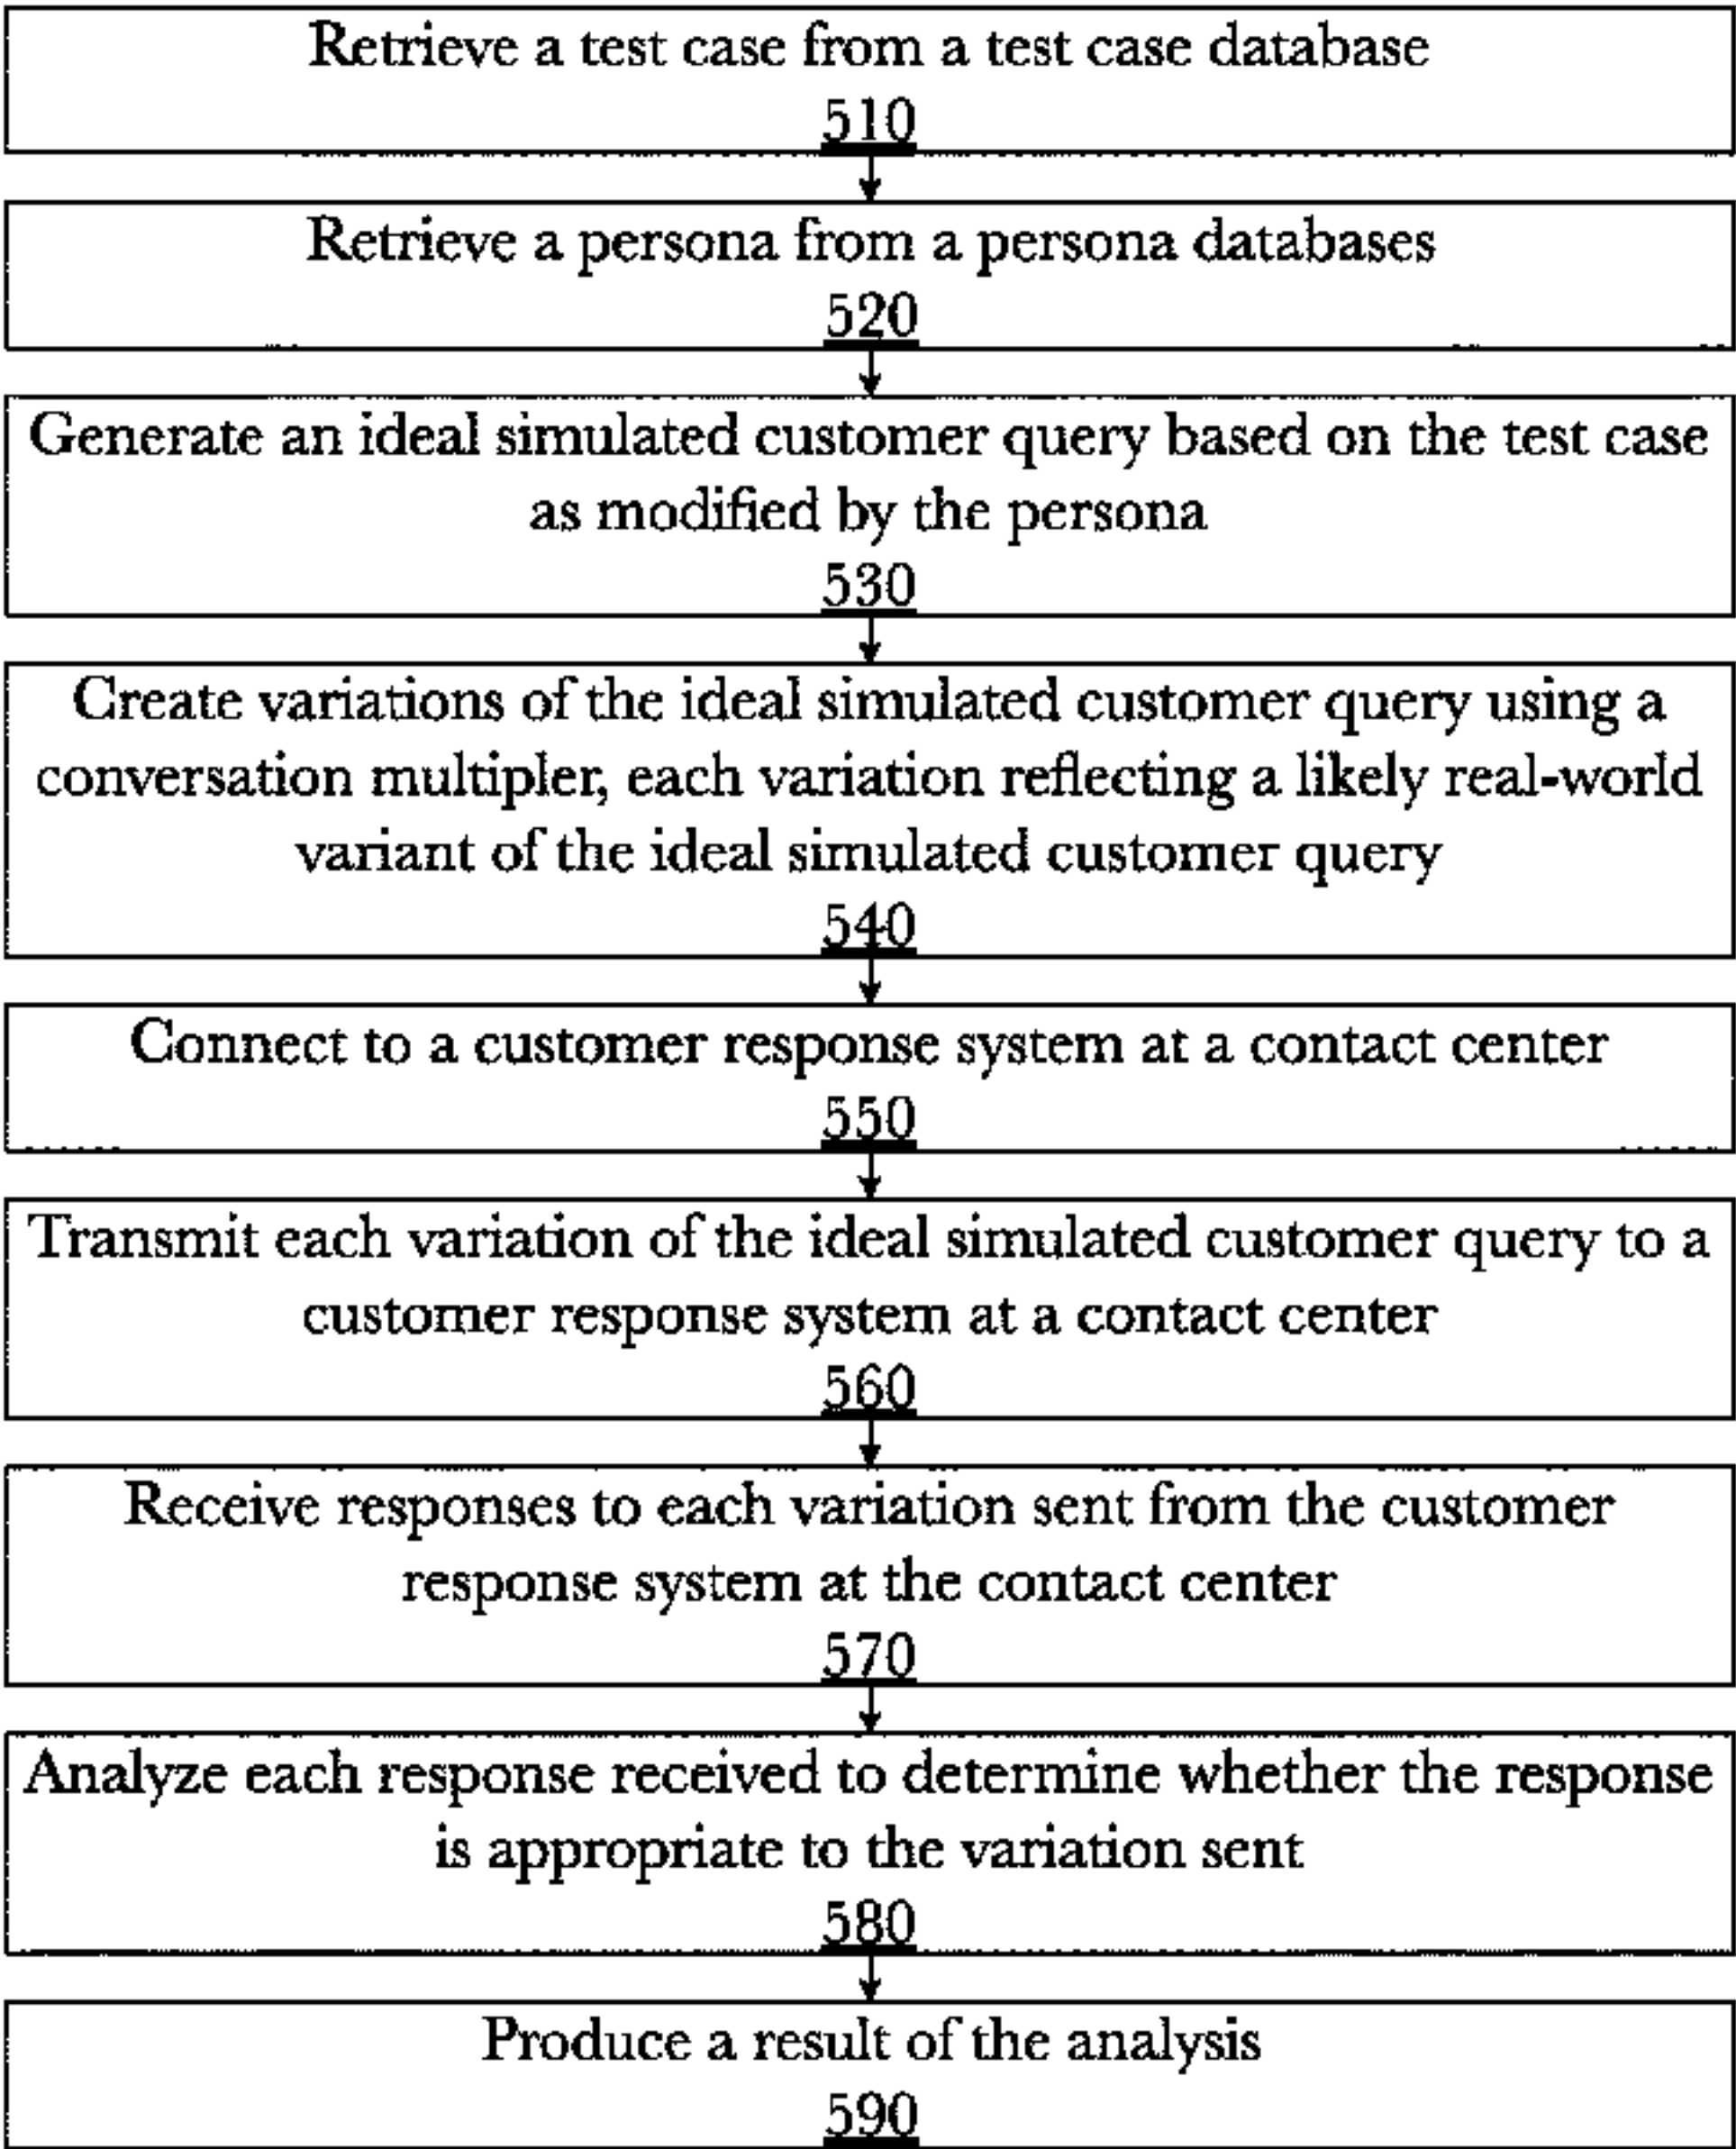 Retrieve a test case from a test case database
510
Retrieve a persona from a persona databases
520
Generate an ideal simulated customer query based on the test case
as modified by the persona
530
Create variations of the ideal simulated customer query using a
conversation multipler, each variation reflecting a likely real-world
variant of the ideal simulated customer query
540
Connect to a customer response system at a contact center
550
Transmit each variation of the ideal simulated customer query to a
customer response system at a contact center
560
Receive responses to each variation sent from the customer
response system at the contact center
570
Analyze each response received to determine whether the response
is appropriate to the variation sent
580
Produce a result of the analysis
590